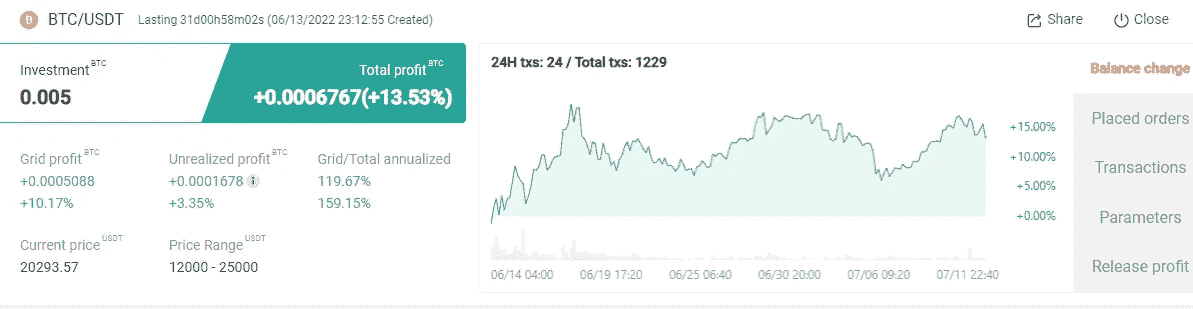 BTC/USDT Lasting 31d00h58m02s (06/13/2022 23:12:55 Created) Share Close
Investment BTC Total profit BTC
0.005 +0.0006767(+13.53%)
Grid profit BTC Unrealized profit BTC Grid/Total annualized
+0.0005088 +0.0001678 119.67%
+10.17% +3.35% 159.15%
Current price USDT Price Range USDT
20293.57 12000 - 25000
24H txs: 24 / Total txs: 1229
+15.00%
+10.00%
+5.00%
+0.00%
06/14 04:00 06/19 17:20 06/25 06:40 06/30 20:00 07/06 09:20 07/11 22:40
Balance change
Placed orders
Transactions
Parameters
Release profit